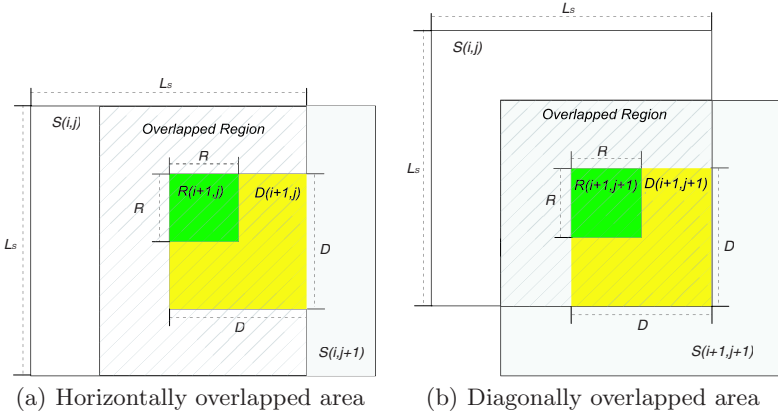 Lₛ
S(i,j)
Overlapped Region
R
R(i+1,j)
D(i+1,j)
R
Lₛ
D
D
S(i,j+1)
(a) Horizontally overlapped area
Lₛ
S(i,j)
Overlapped Region
R
Lₛ
R(i+1,j+1)
D(i+1,j+1)
R
D
D
S(i+1,j+1)
(b) Diagonally overlapped area